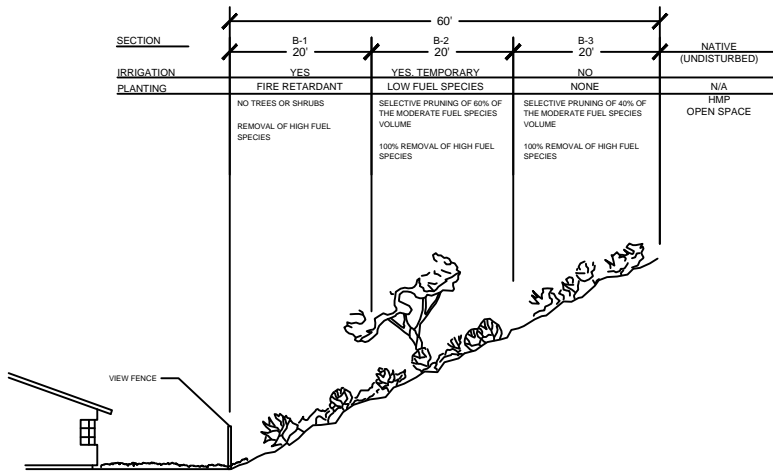 60'
SECTION B-1 B-2 B-3 NATIVE
20' 20' 20' (UNDISTURBED)
IRRIGATION YES YES, TEMPORARY NO
PLANTING FIRE RETARDANT LOW FUEL SPECIES NONE N/A
NO TREES OR SHRUBS
REMOVAL OF HIGH FUEL
SPECIES
SELECTIVE PRUNING OF 60% OF
THE MODERATE FUEL SPECIES
VOLUME
100% REMOVAL OF HIGH FUEL
SPECIES
SELECTIVE PRUNING OF 40% OF
THE MODERATE FUEL SPECIES
VOLUME
100% REMOVAL OF HIGH FUEL
SPECIES
HMP
OPEN SPACE
VIEW FENCE